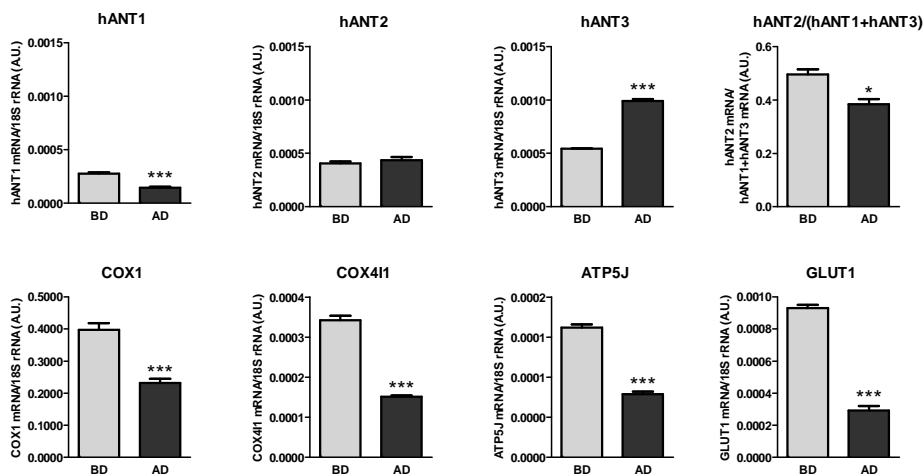 hANT1
hANT1 mRNA/18S rRNA (A.U.)
0.0015
0.0010
0.0005
0.0000
***
BD
AD
hANT2
hANT2 mRNA/18S rRNA (A.U.)
0.0015
0.0010
0.0005
0.0000
BD
AD
hANT3
hANT3 mRNA/18S rRNA (A.U.)
0.0015
0.0010
0.0005
0.0000
***
BD
AD
hANT2/(hANT1+hANT3)
hANT2 mRNA/
hANT1+hANT3 mRNA (A.U.)
0.6
0.4
0.2
0.0
*
BD
AD
COX1
COX1 mRNA/18S rRNA (A.U.)
0.5000
0.4000
0.3000
0.2000
0.1000
0.0000
***
BD
AD
COX4I1
COX4I1 mRNA/18S rRNA (A.U.)
0.0004
0.0003
0.0002
0.0001
0.0000
***
BD
AD
ATP5J
ATP5J mRNA/18S rRNA (A.U.)
0.0002
0.0001
0.0001
0.0000
0.0000
***
BD
AD
GLUT1
GLUT1 mRNA/18S rRNA (A.U.)
0.0010
0.0008
0.0006
0.0004
0.0002
0.0000
***
BD
AD